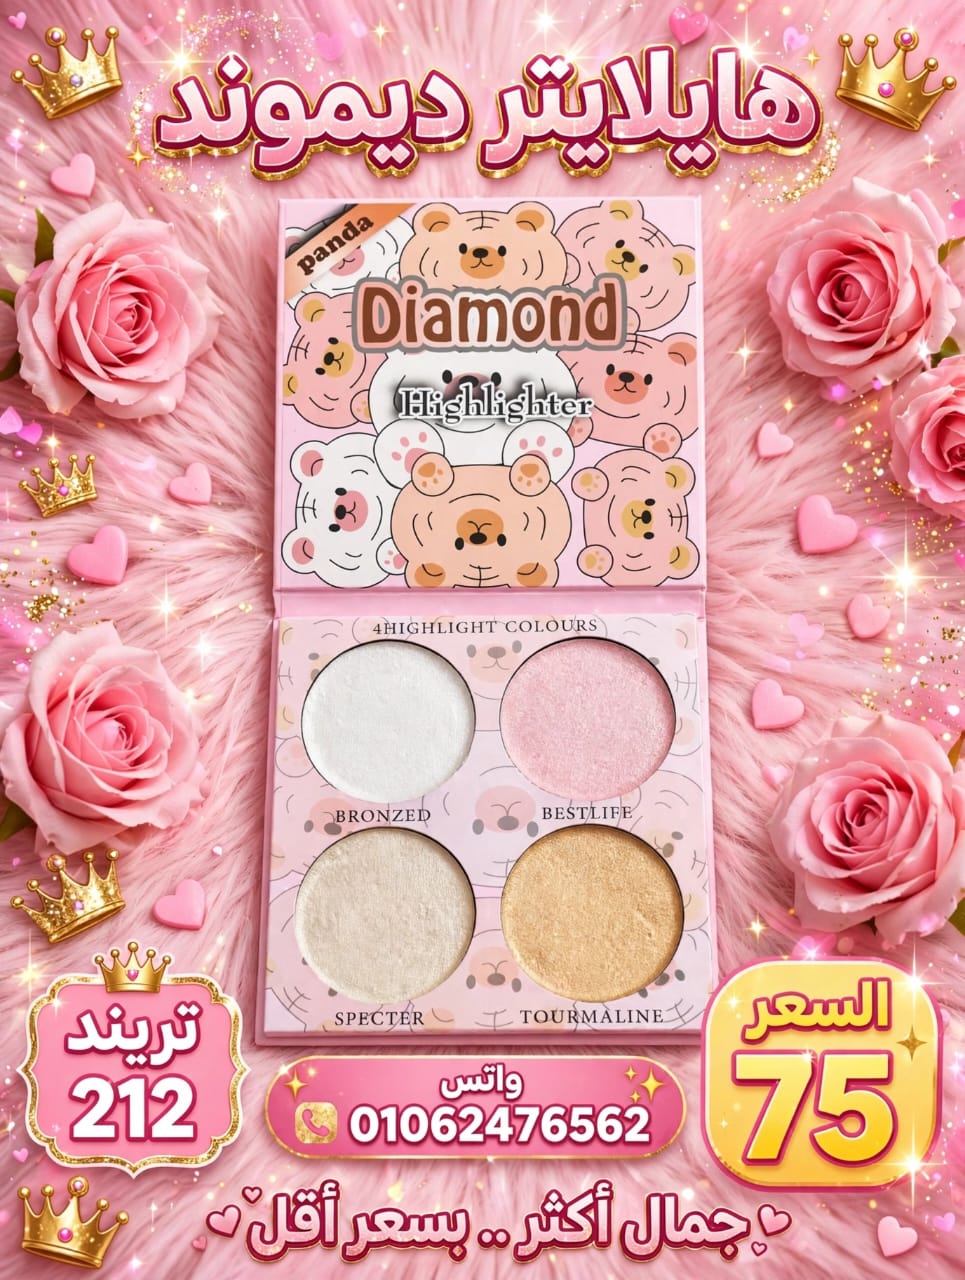 هايلايتر ديموند
panda
Diamond
Highlighter
4HIGHLIGHT COLOURS
BRONZED
BESTLIFE
SPECTER
TOURMALINE
تريند
212
واتس
01062476562
السعر
75
جمال أكثر .. بسعر أقل